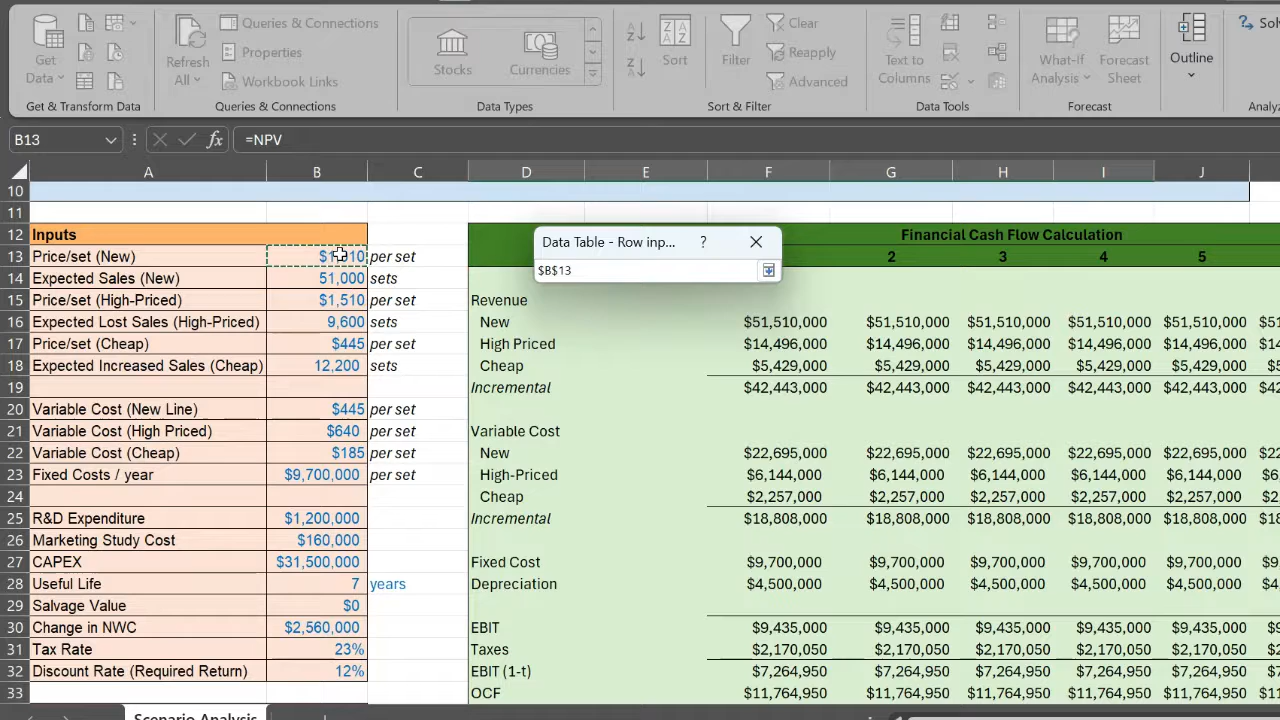 Get Data
Refresh All
Queries & Connections
Properties
Workbook Links
Stocks
Currencies
Sort
Filter
Clear
Reapply
Advanced
Text to Columns
What-If Analysis
Forecast Sheet
Outline
Get & Transform Data
Queries & Connections
Data Types
Sort & Filter
Data Tools
Forecast
B13 fx =NPV
A B C D E F G H I J
10
11
12 Inputs Financial Cash Flow Calculation
13 Price/set (New) per set 2 3 4 5
Data Table - Row inp... ?
$B$13
14 Expected Sales (New) 51,000 sets
15 Price/set (High-Priced) $1,510 per set Revenue
16 Expected Lost Sales (High-Priced) 9,600 sets New $51,510,000 $51,510,000 $51,510,000 $51,510,000 $51,510,000
17 Price/set (Cheap) $445 per set High Priced $14,496,000 $14,496,000 $14,496,000 $14,496,000 $14,496,000
18 Expected Increased Sales (Cheap) 12,200 sets Cheap $5,429,000 $5,429,000 $5,429,000 $5,429,000 $5,429,000
19 Incremental $42,443,000 $42,443,000 $42,443,000 $42,443,000 $42,443,000
20 Variable Cost (New Line) $445 per set
21 Variable Cost (High Priced) $640 per set Variable Cost
22 Variable Cost (Cheap) $185 per set New $22,695,000 $22,695,000 $22,695,000 $22,695,000 $22,695,000
23 Fixed Costs / year $9,700,000 per set High-Priced $6,144,000 $6,144,000 $6,144,000 $6,144,000 $6,144,000
24 Cheap $2,257,000 $2,257,000 $2,257,000 $2,257,000 $2,257,000
25 R&D Expenditure $1,200,000 Incremental $18,808,000 $18,808,000 $18,808,000 $18,808,000 $18,808,000
26 Marketing Study Cost $160,000
27 CAPEX $31,500,000 Fixed Cost $9,700,000 $9,700,000 $9,700,000 $9,700,000 $9,700,000
28 Useful Life 7 years Depreciation $4,500,000 $4,500,000 $4,500,000 $4,500,000 $4,500,000
29 Salvage Value $0
30 Change in NWC $2,560,000 EBIT $9,435,000 $9,435,000 $9,435,000 $9,435,000 $9,435,000
31 Tax Rate 23% Taxes $2,170,050 $2,170,050 $2,170,050 $2,170,050 $2,170,050
32 Discount Rate (Required Return) 12% EBIT (1-t) $7,264,950 $7,264,950 $7,264,950 $7,264,950 $7,264,950
33 OCF $11,764,950 $11,764,950 $11,764,950 $11,764,950 $11,764,950
Scenario Analysis